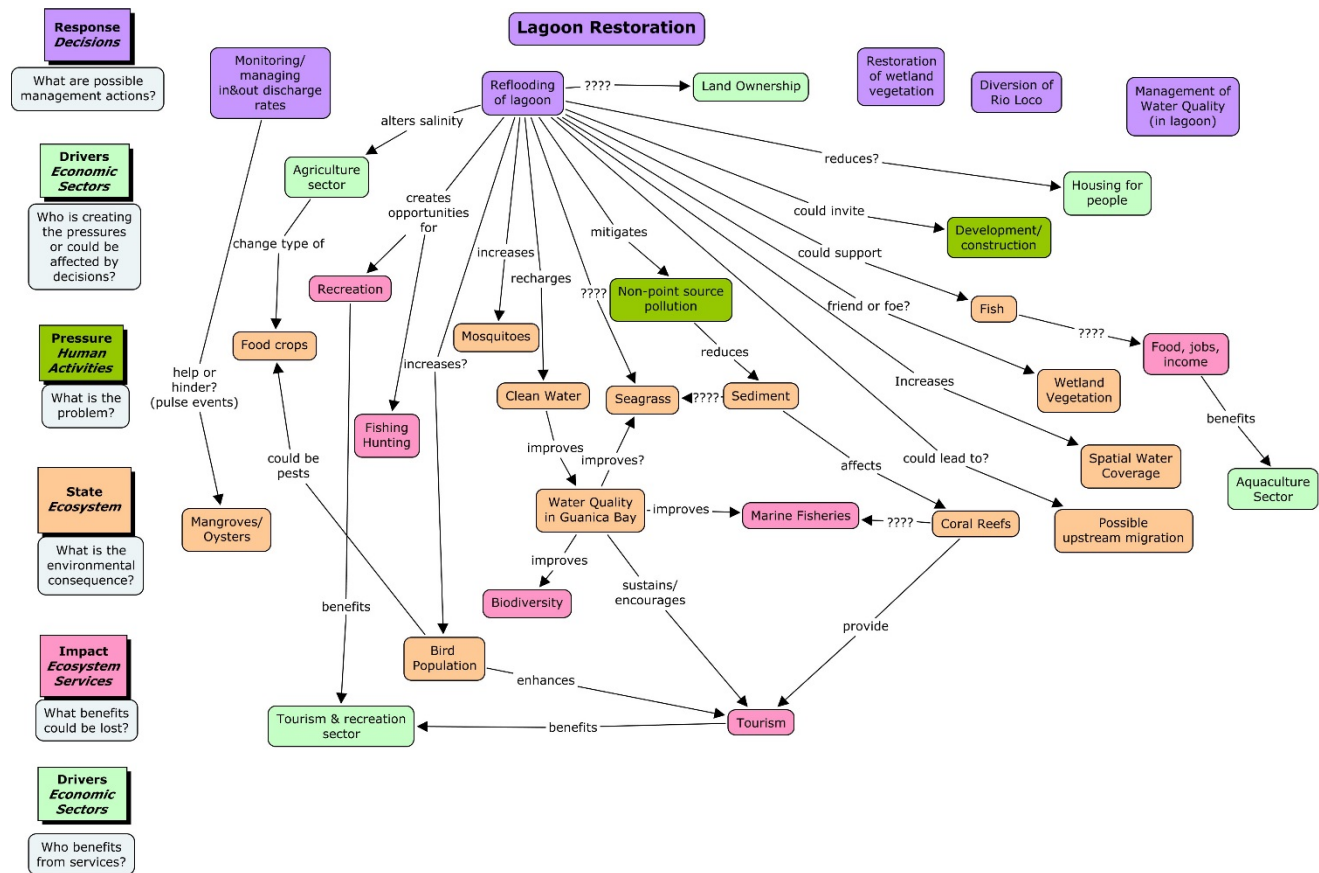 Lagoon Restoration
Response
Decisions
What are possible
management actions?
Drivers
Economic
Sectors
Who is creating
the pressures
or could be
affected by
decisions?
Pressure
Human
Activities
What is the
problem?
State
Ecosystem
What is the
environmental
consequence?
Impact
Ecosystem
Services
What benefits
could be lost?
Drivers
Economic
Sectors
Who benefits
from services?
Monitoring/
managing
in&out discharge
rates
Reflooding
of lagoon
????
Land Ownership
Restoration
of wetland
vegetation
Diversion of
Rio Loco
Management of
Water Quality
(in lagoon)
alters salinity
Agriculture
sector
creates
opportunities
for
reduces?
Housing for
people
could invite
Development/
construction
mitigates
change type of
increases
recharges
could support
????
Recreation
Non-point source
pollution
friend or foe?
Fish
????
Food crops
Mosquitoes
Food, jobs,
income
reduces
increases?
help or
hinder?
(pulse events)
Increases
Wetland
Vegetation
Clean Water
Seagrass
????
Sediment
benefits
Fishing
Hunting
could be
pests
improves
improves?
affects
could lead to?
Spatial Water
Coverage
Aquaculture
Sector
Mangroves/
Oysters
Water Quality
in Guanica Bay
improves
Marine Fisheries
????
Coral Reefs
Possible
upstream migration
improves
sustains/
encourages
Biodiversity
benefits
provide
Bird
Population
enhances
Tourism & recreation
sector
benefits
Tourism